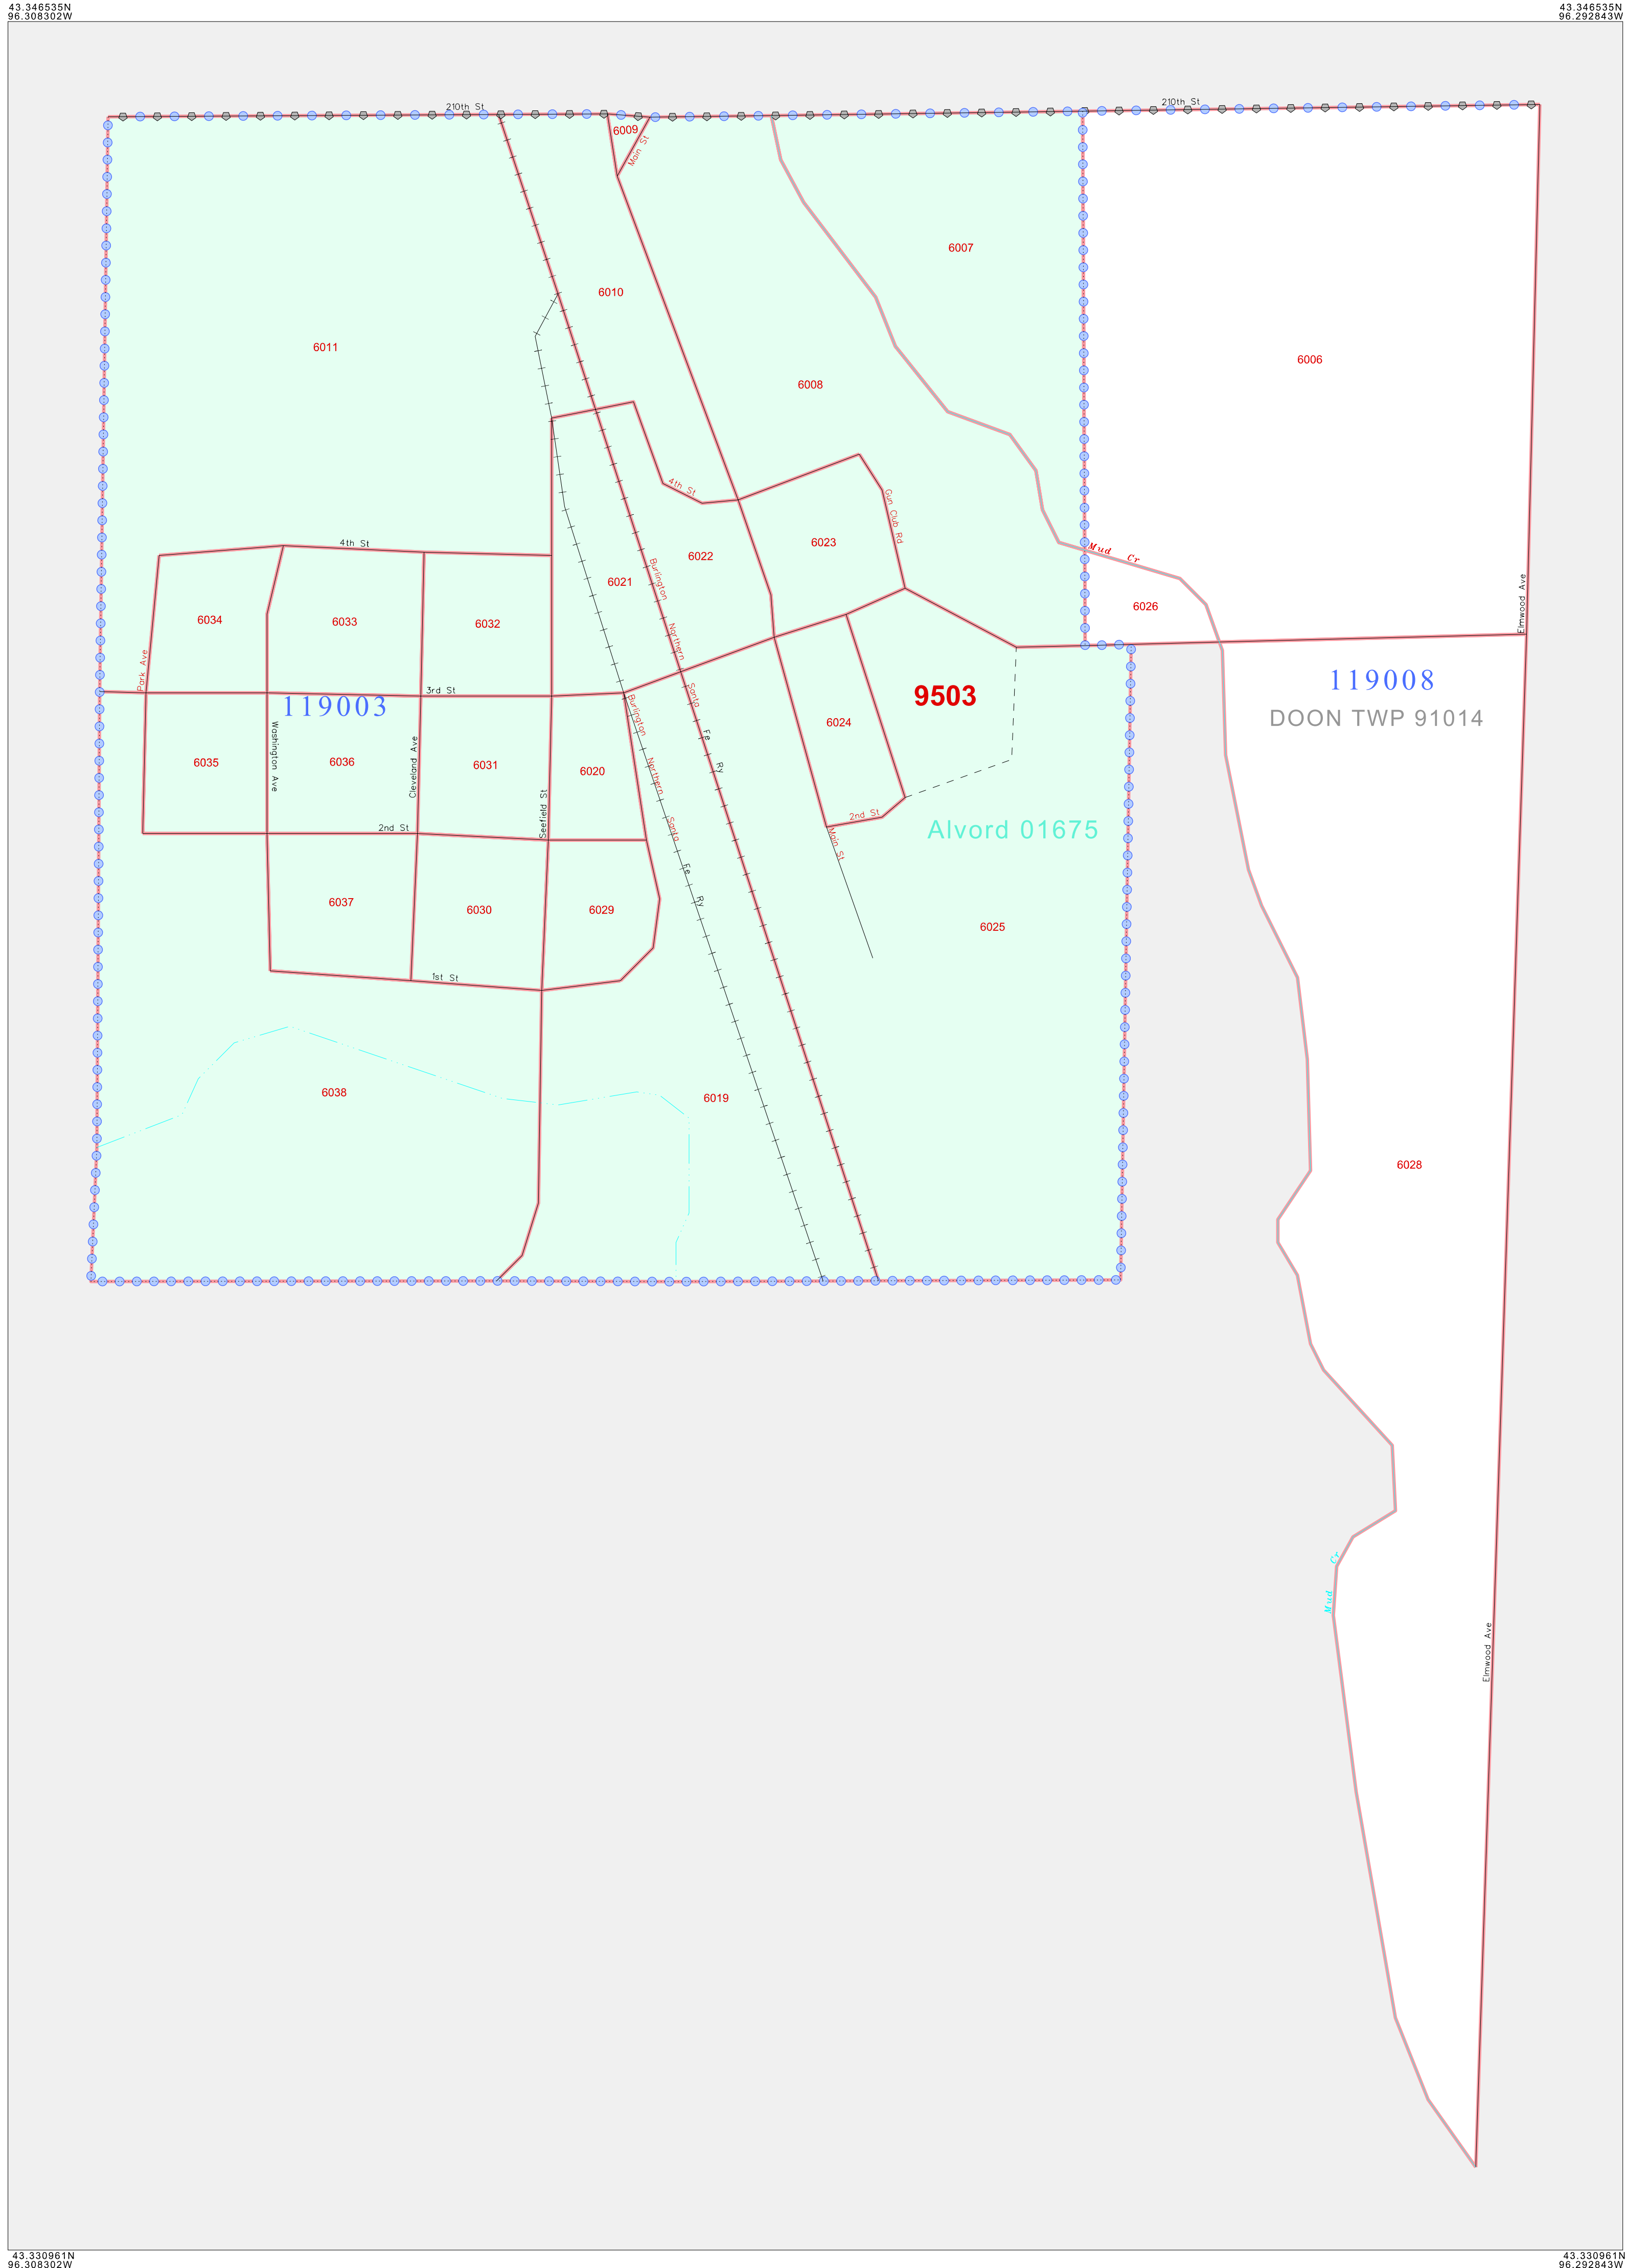 43.346535N
96.308302W
43.346535N
96.292843W
210th St
210th St
6009
Main St
6007
6010
6011
6006
6008
4th St
Gun Club Rd
4th St
6023
Mud Cr
6022
6021
Burlington Northern Santa Fe Ry
6026
Elmwood Ave
6034
6033
6032
Park Ave
3rd St
119003
9503
119008
DOON TWP 91014
Burlington Northern Santa Fe Ry
6024
Washington Ave
Cleveland Ave
6035
6036
6031
6020
Seefield St
2nd St
2nd St
Main St
Alvord 01675
6037
6030
6029
6025
1st St
6038
6019
6028
Mud Cr
Elmwood Ave
43.330961N
96.308302W
43.330961N
96.292843W